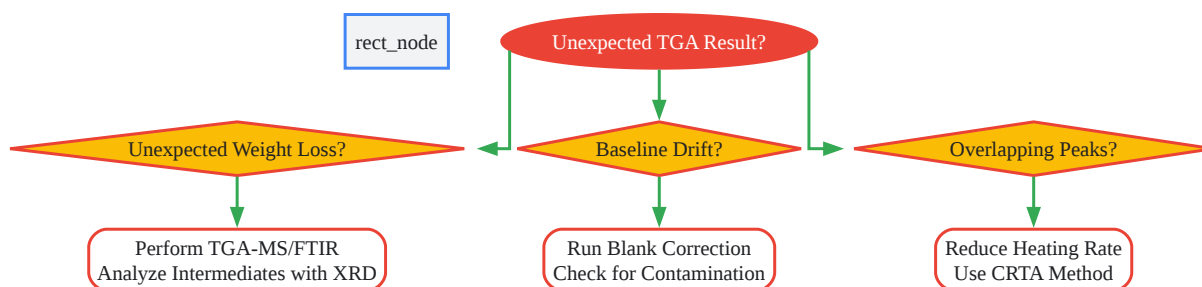 rect_node
Unexpected TGA Result?
Unexpected Weight Loss?
Baseline Drift?
Overlapping Peaks?
Perform TGA-MS/FTIR
Analyze Intermediates with XRD
Run Blank Correction
Check for Contamination
Reduce Heating Rate
Use CRTA Method